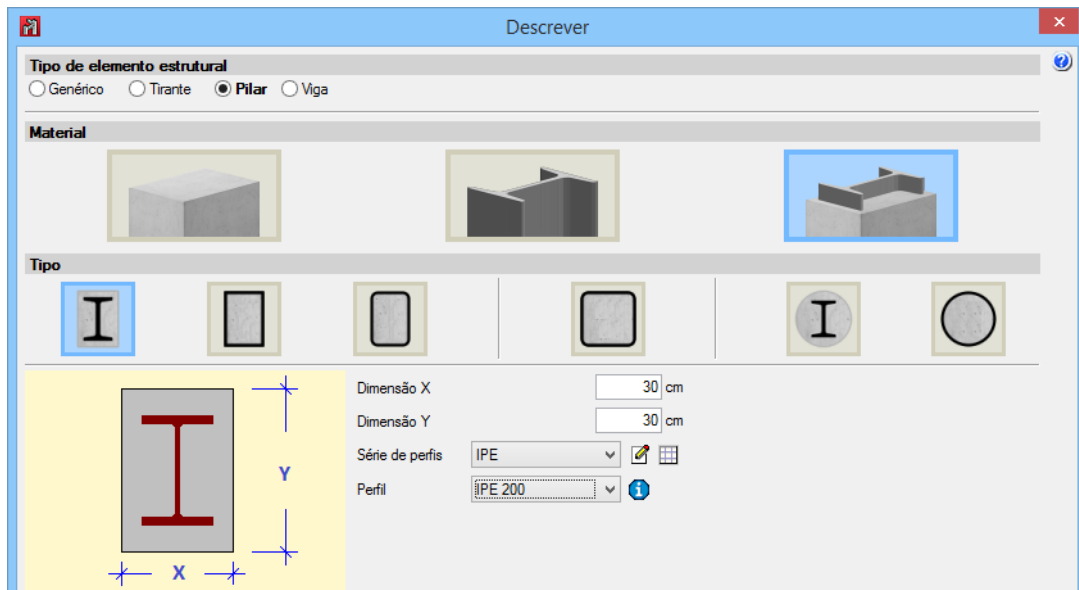 Descrever
Tipo de elemento estrutural
Genérico Tirante Pilar Viga
Material
Tipo
Dimensão X 30 cm
Dimensão Y 30 cm
Série de perfis IPE
Perfil IPE 200
Y
X